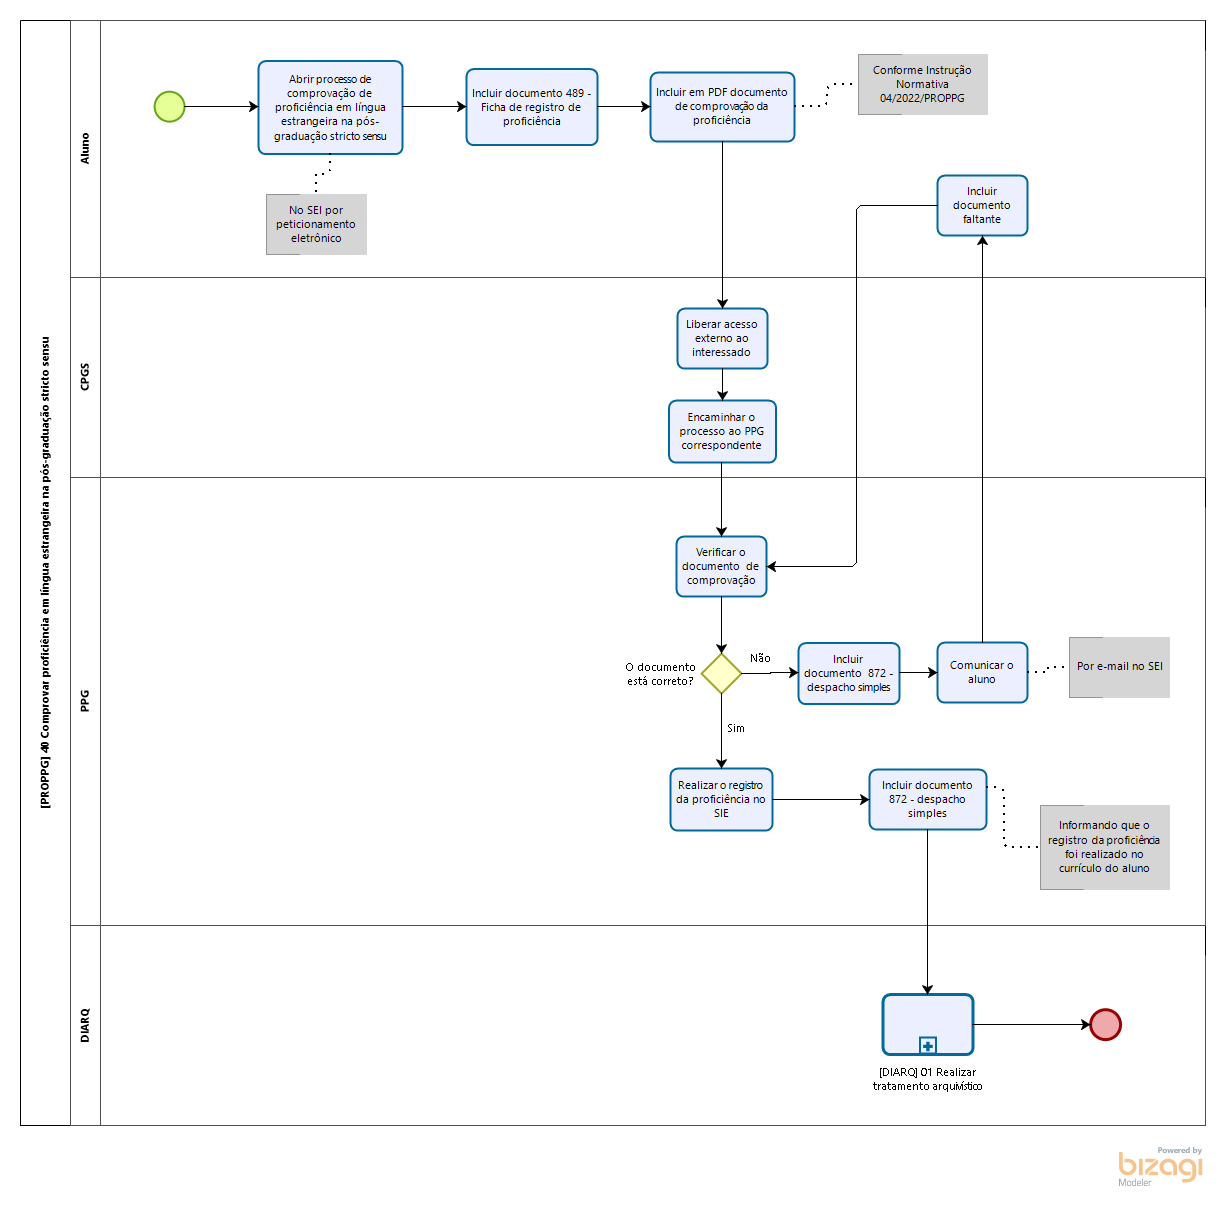 [PROPPG] 40 Comprovar proficiência em língua estrangeira na pós-graduação stricto sensu
Aluno
Abrir processo de
comprovação de
proficiência em língua
estrangeira na pós-
graduação stricto sensu
No SEI por
peticionamento
eletrônico
Incluir documento 489 -
Ficha de registro de
proficiência
Incluir em PDF documento
de comprovação da
proficiência
Conforme Instrução
Normativa
04/2022/PROPPG
Incluir
documento
faltante
CPGS
Liberar acesso
externo ao
interessado
Encaminhar o
processo ao PPG
correspondente
PPG
Verificar o
documento de
comprovação
O documento
está correto?
Não
Incluir
documento 872 -
despacho simples
Comunicar o
aluno
Por e-mail no SEI
Sim
Realizar o registro
da proficiência no
SIE
Incluir documento
872 - despacho
simples
Informando que o
registro da proficiência
foi realizado no
currículo do aluno
DIARQ
[DIARQ] 01 Realizar
tratamento arquivístico
Powered by
bizagi
Modeler